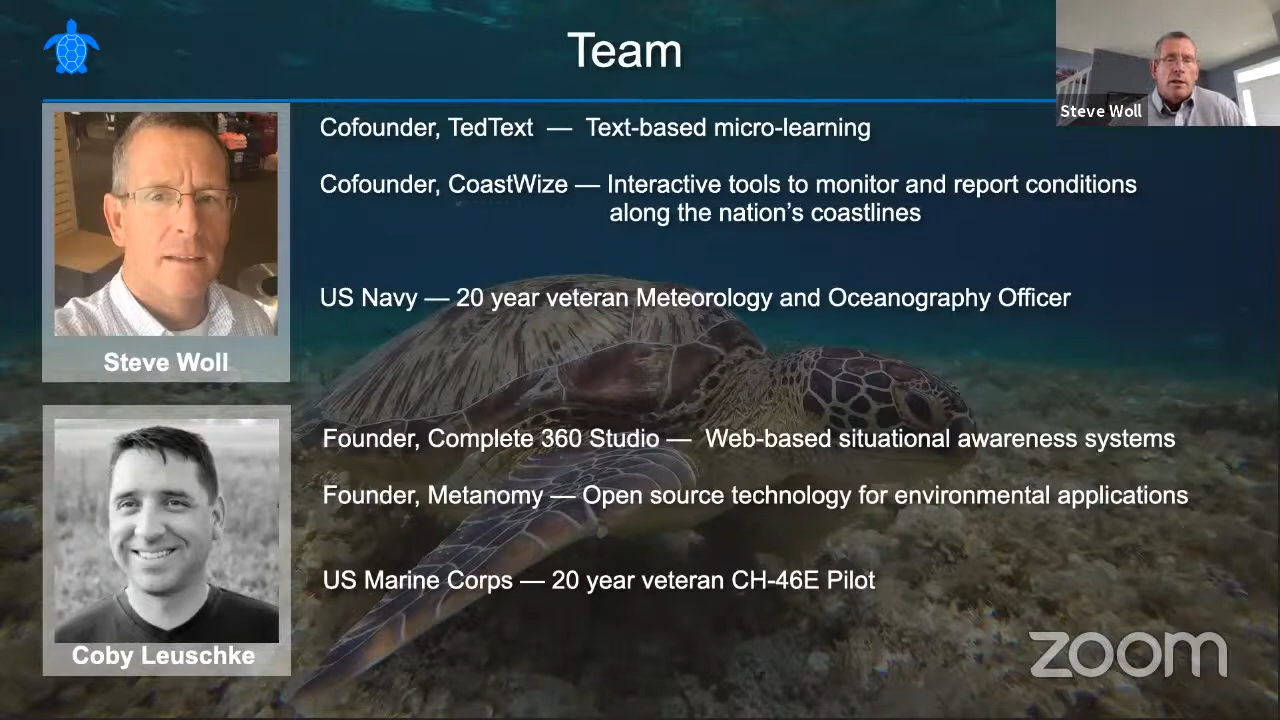 Team
Steve Woll
Cofounder, TedText — Text-based micro-learning
Cofounder, CoastWize — Interactive tools to monitor and report conditions
along the nation’s coastlines
US Navy — 20 year veteran Meteorology and Oceanography Officer
Steve Woll
Founder, Complete 360 Studio — Web-based situational awareness systems
Founder, Metanomy — Open source technology for environmental applications
US Marine Corps — 20 year veteran CH-46E Pilot
Coby Leuschke
zoom